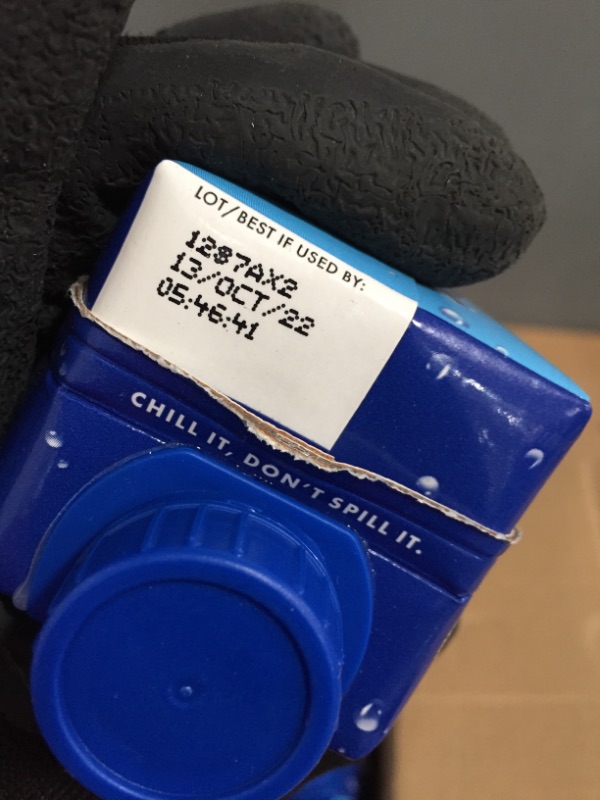 LOT/BEST IF USED BY:
1287AX2
13/OCT/22
05:46:41
CHILL IT, DON'T SPILL IT.